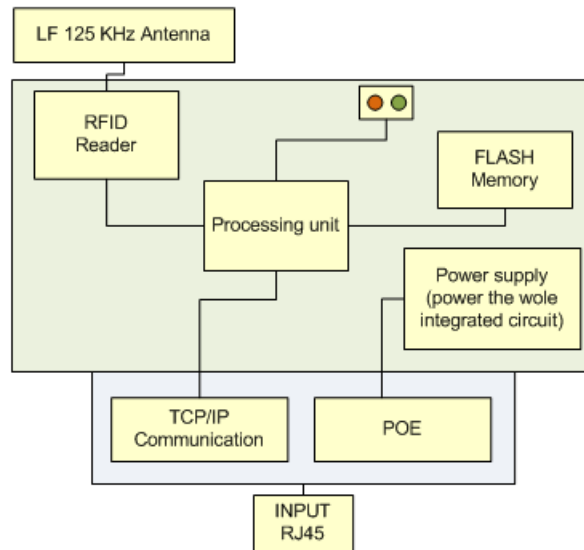 LF 125 KHz Antenna
RFID
Reader
FLASH
Memory
Processing unit
Power supply
(power the wole
integrated circuit)
TCP/IP
Communication
POE
INPUT
RJ45